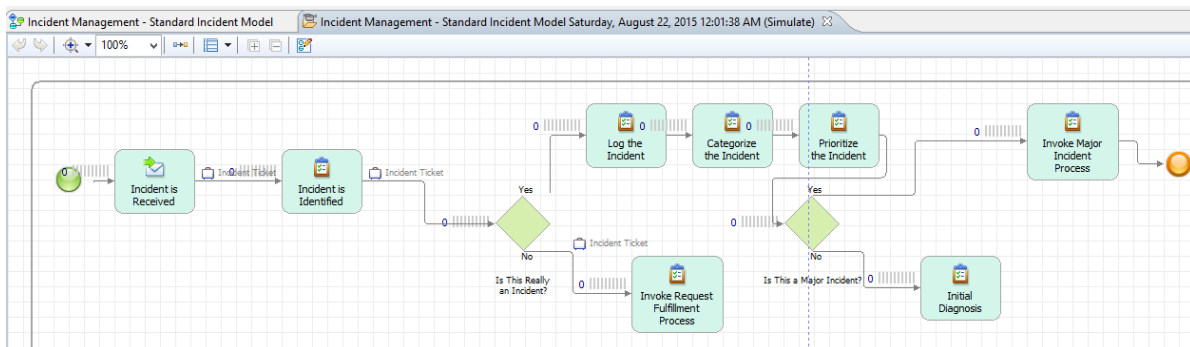 Incident Management - Standard Incident Model
Incident Management - Standard Incident Model Saturday, August 22, 2015 12:01:38 AM (Simulate)
100%
0
Incident is
Received
Incident Ticket
0
Incident is
Identified
Incident Ticket
0
Yes
No
Is This Really
an Incident?
Incident Ticket
0
Invoke Request
Fulfillment
Process
0
Log the
Incident
0
Categorize
the Incident
0
Prioritize
the Incident
0
Yes
No
Is This a Major Incident?
0
Initial
Diagnosis
0
Invoke Major
Incident
Process